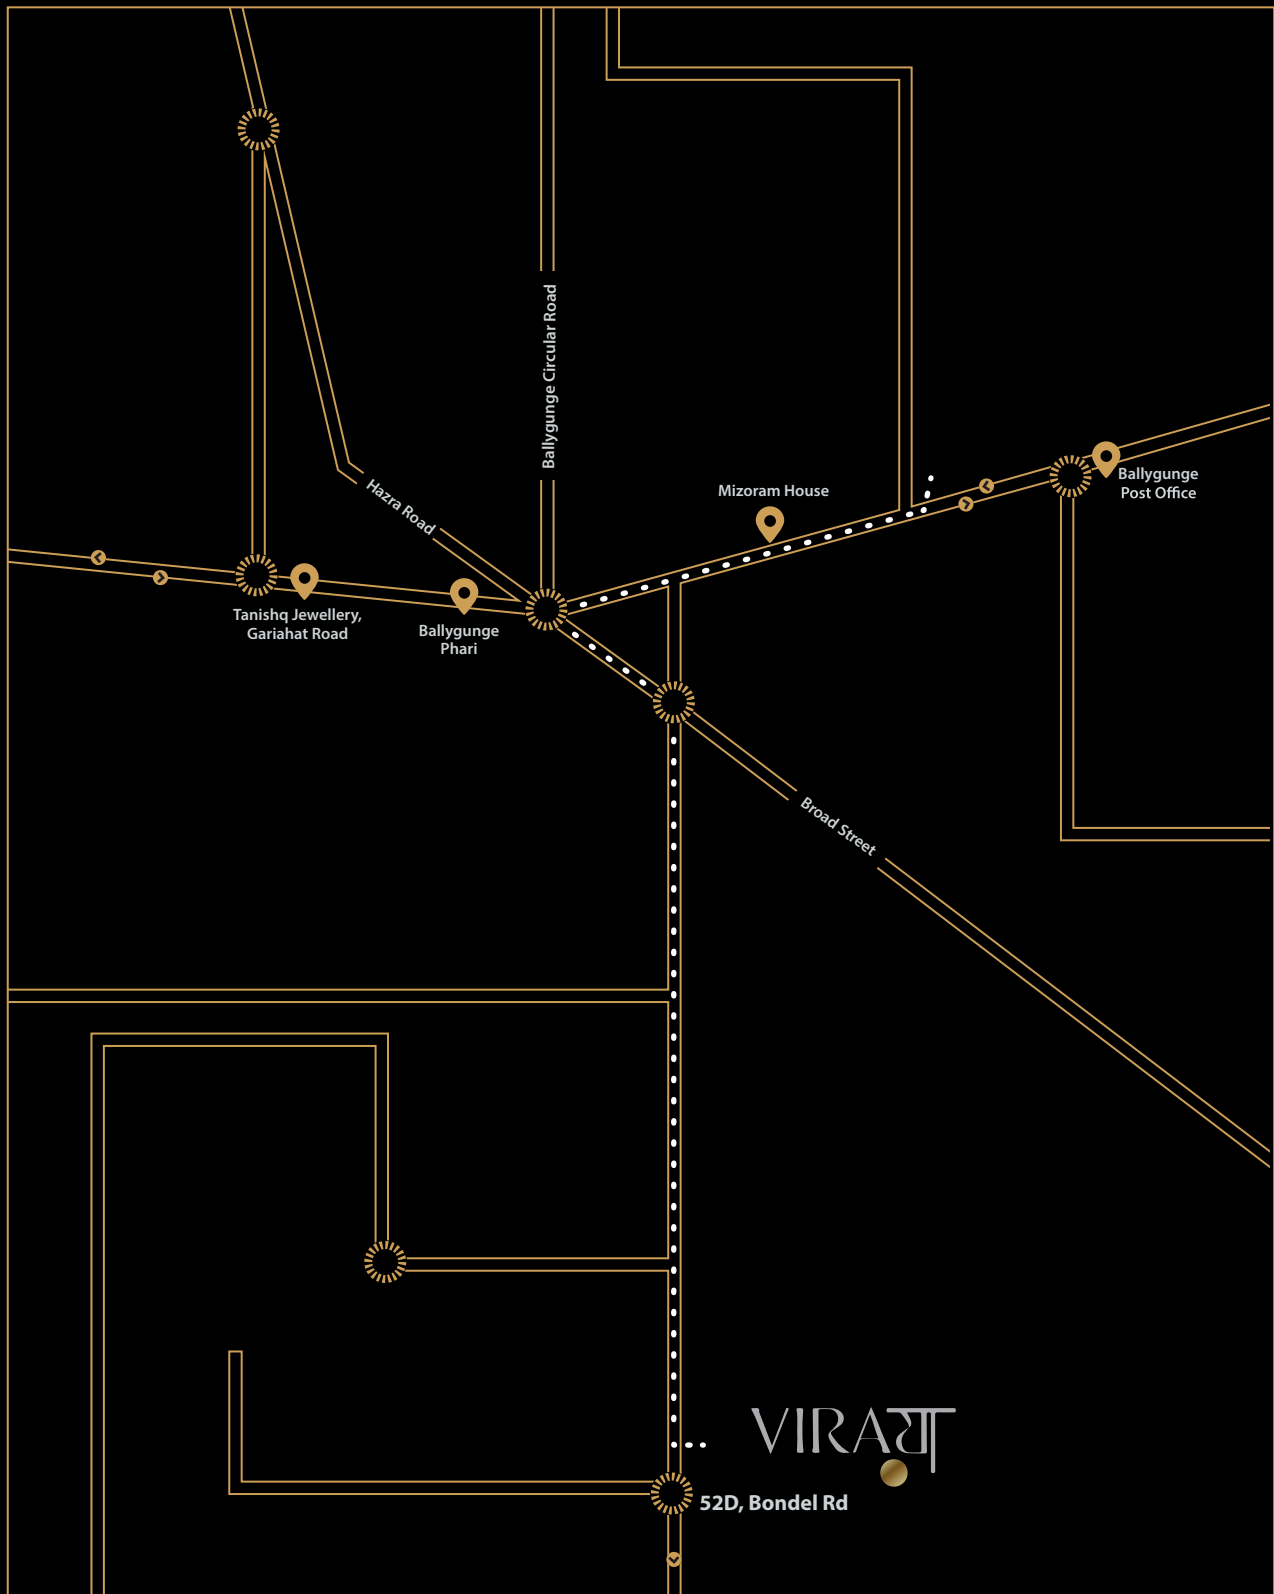 Ballygunge Circular Road
Hazra Road
Mizoram House
Ballygunge
Post Office
Tanishq Jewellery,
Gariahat Road
Ballygunge
Phari
Broad Street
52D, Bondel Rd